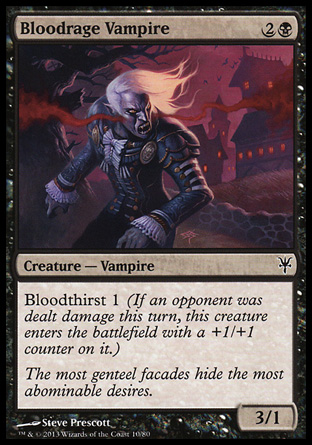 Bloodrage Vampire 2
Creature — Vampire
Bloodthirst 1 (If an opponent was
dealt damage this turn, this creature
enters the battlefield with a +1/+1
counter on it.)
The most genteel facades hide the most
abominable desires.
Steve Prescott
™ & © 2013 Wizards of the Coast 10/80
3/1